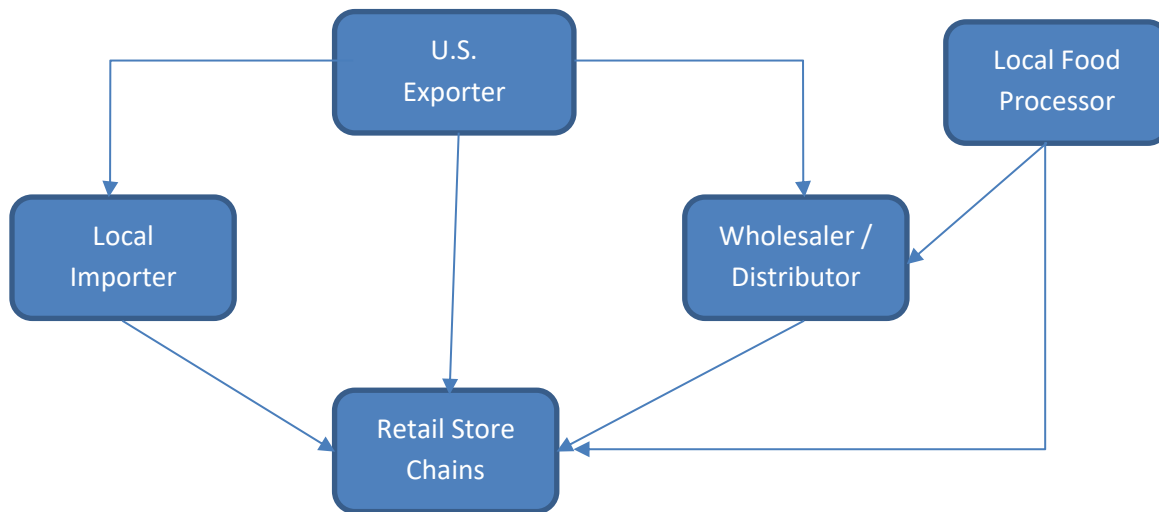 U.S.
Exporter
Local Food
Processor
Local
Importer
Wholesaler /
Distributor
Retail Store
Chains